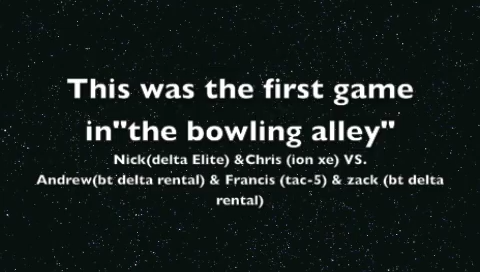 This was the first game
in"the bowling alley"
Nick(delta Elite) &Chris (ion xe) VS.
Andrew(bt delta rental) & Francis (tac-5) & zack (bt delta
rental)